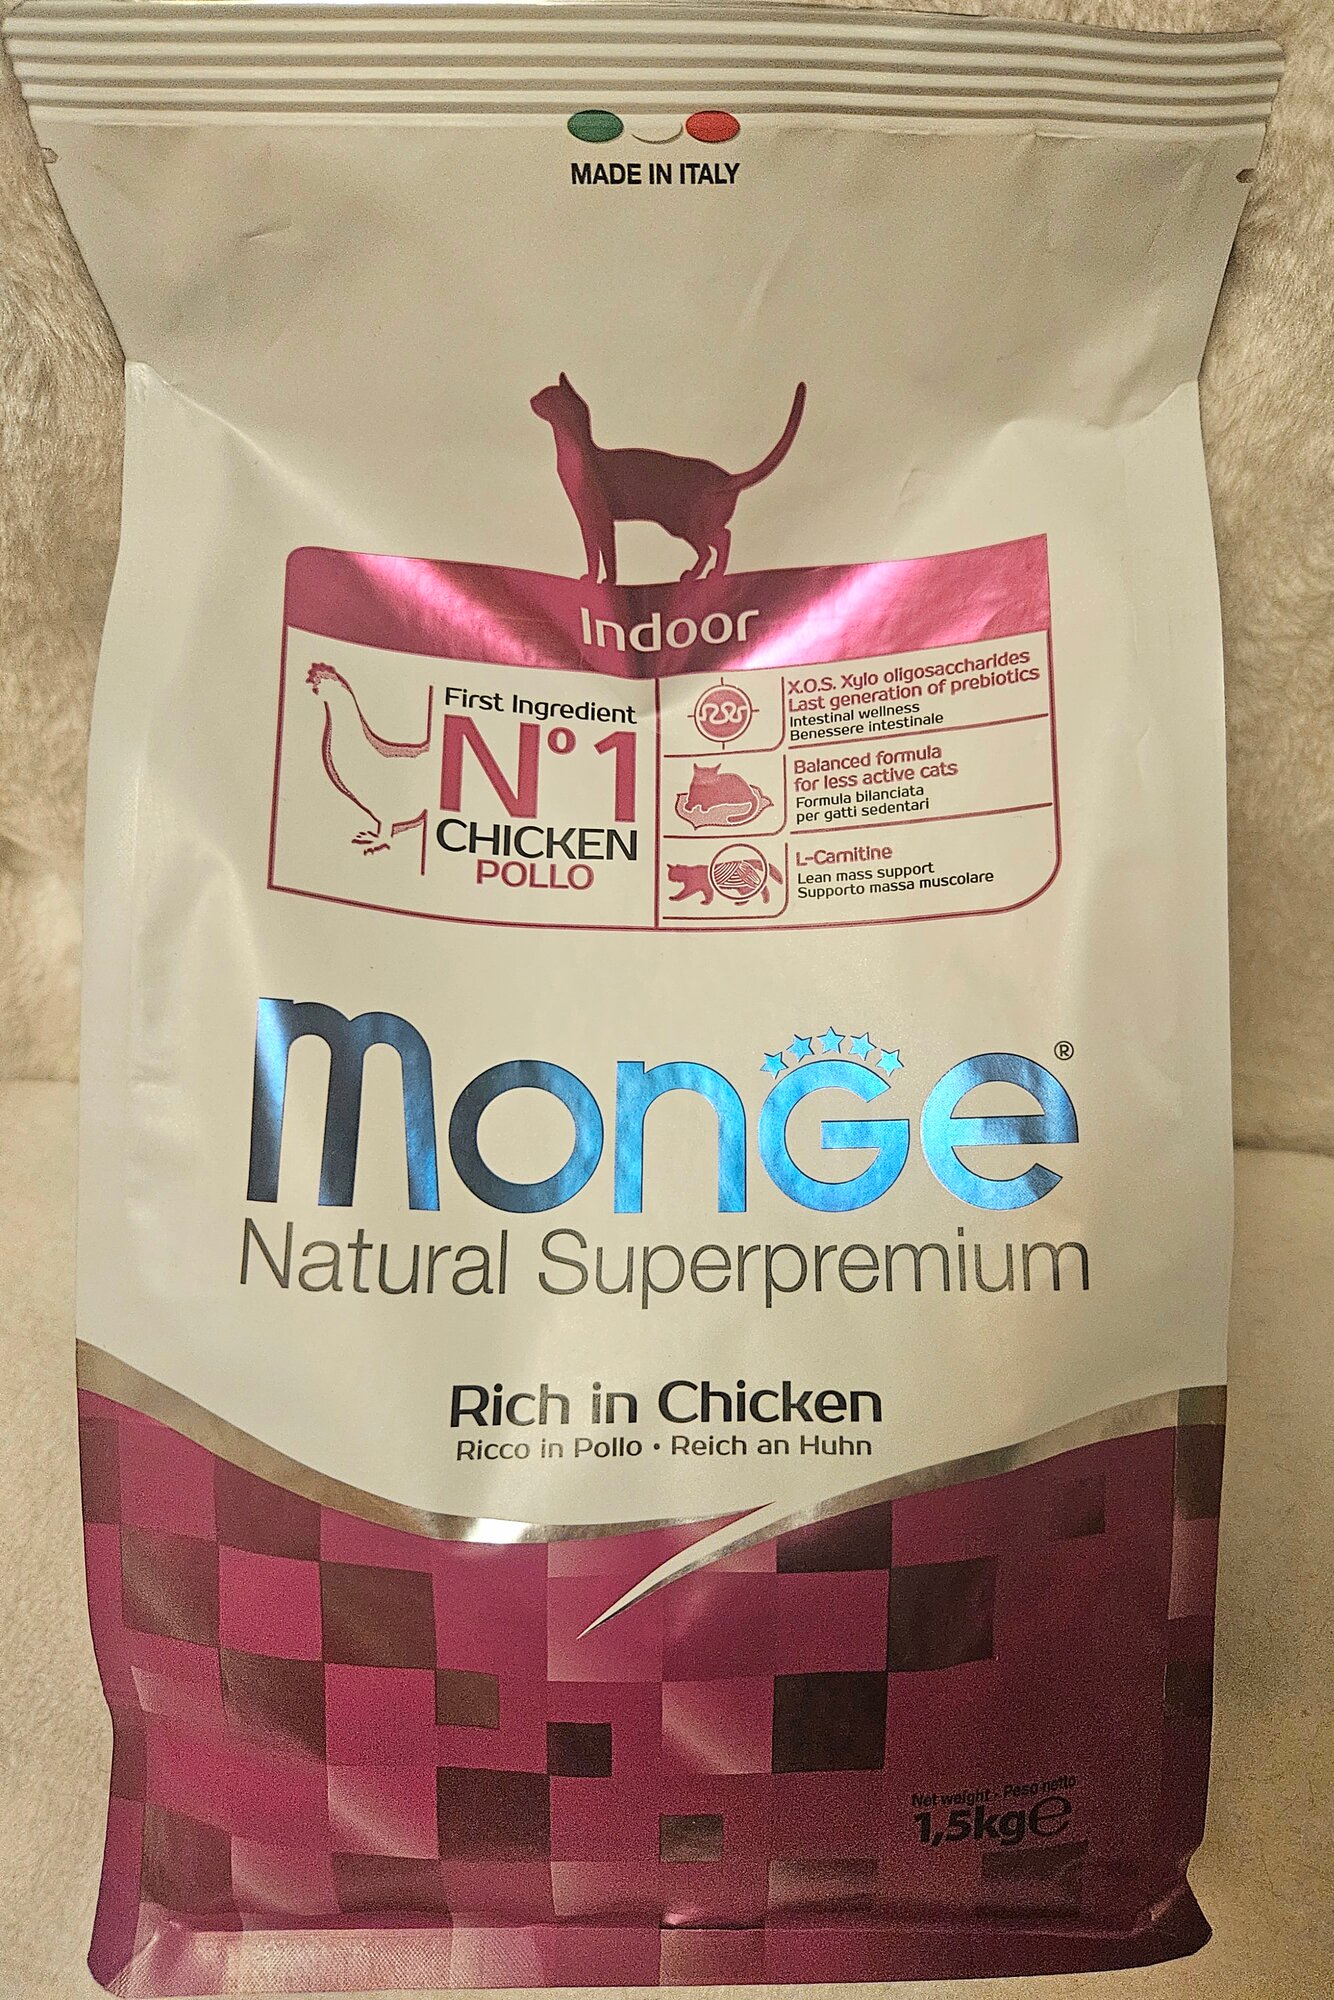 MADE IN ITALY
Indoor
First Ingredient
N° 1
CHICKEN
POLLO
X.O.S. Xylo oligosaccharides
Last generation of prebiotics
Intestinal wellness
Benessere intestinale
Balanced formula
for less active cats
Formula bilanciata
per gatti sedentari
L-Carnitine
Lean mass support
Supporto massa muscolare
monGe®
Natural Superpremium
Rich in Chicken
Ricco in Pollo • Reich an Huhn
Net weight - Peso netto
1,5kg℮